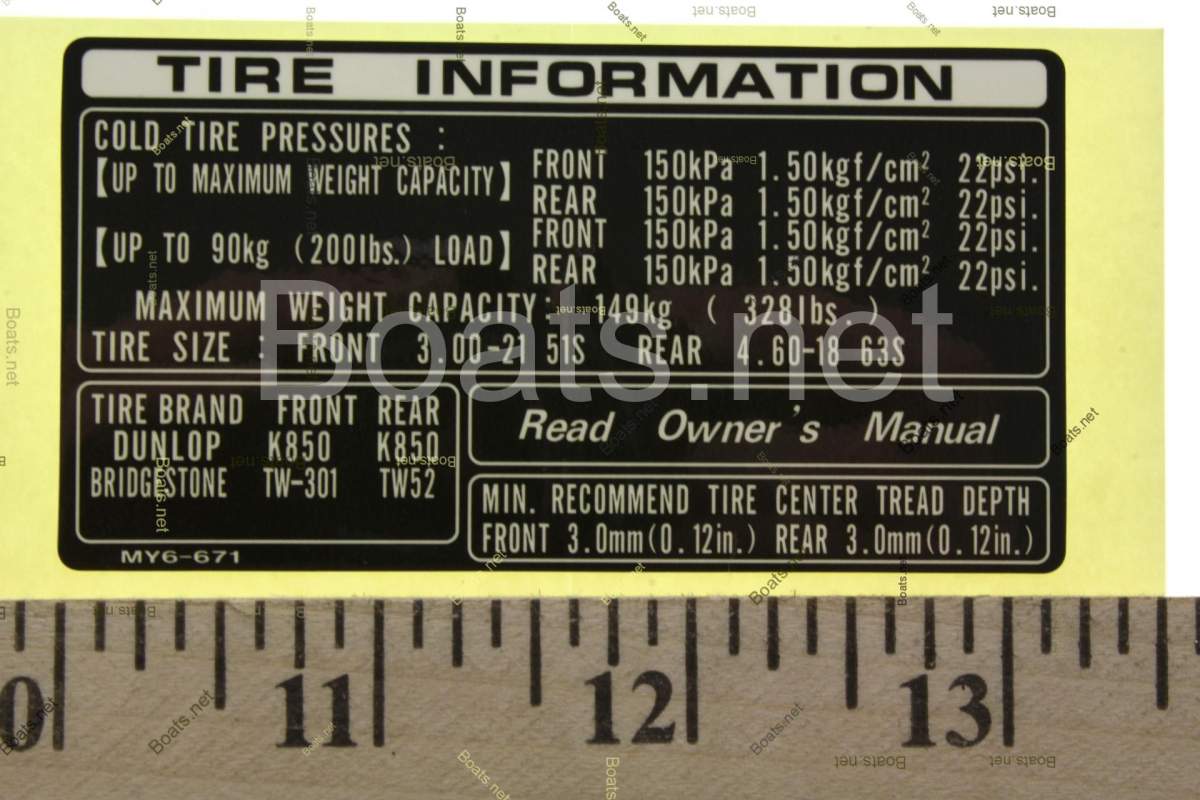 TIRE INFORMATION
COLD TIRE PRESSURES :
【UP TO MAXIMUM WEIGHT CAPACITY】 FRONT 150kPa 1.50kgf/cm² 22psi.
REAR 150kPa 1.50kgf/cm² 22psi.
【UP TO 90kg (200lbs.) LOAD】 FRONT 150kPa 1.50kgf/cm² 22psi.
REAR 150kPa 1.50kgf/cm² 22psi.
MAXIMUM WEIGHT CAPACITY: 149kg ( 328lbs. )
TIRE SIZE : FRONT 3.00-21 51S REAR 4.60-18 63S
Boats.net
TIRE BRAND FRONT REAR
DUNLOP K850 K850
BRIDGESTONE TW-301 TW52
MY6-671
Read Owner's Manual
MIN. RECOMMEND TIRE CENTER TREAD DEPTH
FRONT 3.0mm(0.12in.) REAR 3.0mm(0.12in.)
0 11 12 13